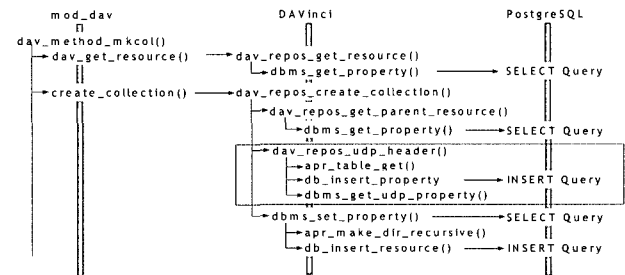 mod_dav DAVinci PostgreSQL
dav_method_mkcol()
dav_get_resource() dav_repos_get_resource()
dbms_get_property() SELECT Query
create_collection() dav_repos_create_collection()
dav_repos_get_parent_resource()
dbms_get_property() SELECT Query
dav_repos_udp_header()
apr_table_get()
db_insert_property INSERT Query
dbms_get_udp_property()
dbms_set_property() SELECT Query
apr_make_dir_recursive()
db_insert_resource() INSERT Query